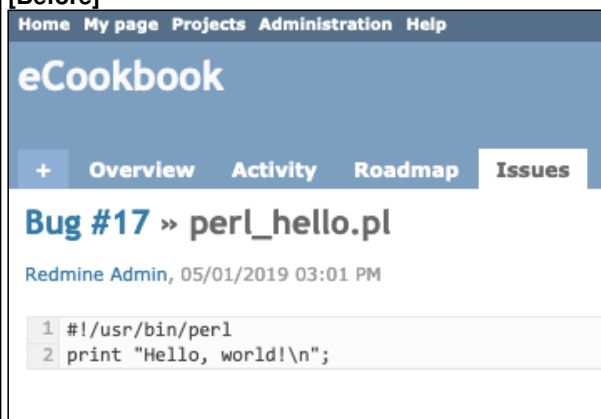 [Before]
Home My page Projects Administration Help
eCookbook
+ Overview Activity Roadmap Issues
Bug #17 » perl_hello.pl
Redmine Admin, 05/01/2019 03:01 PM
1 #!/usr/bin/perl
2 print "Hello, world!\n";